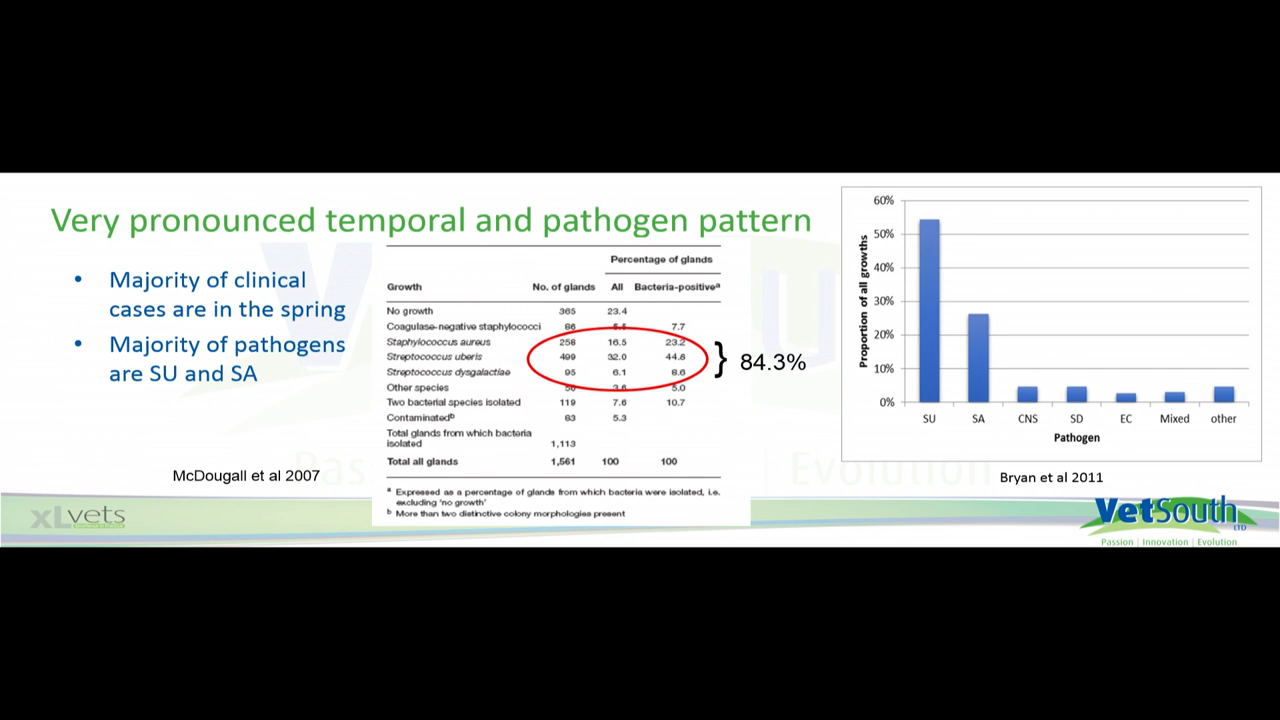 Very pronounced temporal and pathogen pattern
• Majority of clinical
cases are in the spring
• Majority of pathogens
are SU and SA
McDougall et al 2007
Percentage of glands
Growth No. of glands All Bacteria-positiveᵃ
No growth 365 23.4
Coagulase-negative staphylococci 86 5.5 7.7
Staphylococcus aureus 258 16.5 23.2
Streptococcus uberis 499 32.0 44.8
Streptococcus dysgalactiae 95 6.1 8.6
Other species 56 3.6 5.0
Two bacterial species isolated 119 7.6 10.7
Contaminatedᵇ 83 5.3
Total glands from which bacteria
isolated 1,113
Total all glands 1,561 100 100
ᵃ Expressed as a percentage of glands from which bacteria were isolated, i.e.
excluding 'no growth'
ᵇ More than two distinctive colony morphologies present
} 84.3%
Proportion of all growths
60%
50%
40%
30%
20%
10%
0%
SU SA CNS SD EC Mixed other
Pathogen
Bryan et al 2011
xLvets
VetSouth
LTD
Passion | Innovation | Evolution